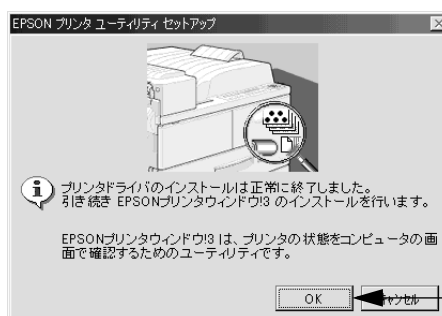 EPSON プリンタ ユーティリティ セットアップ
プリンタドライバのインストールは正常に終了しました。
引き続き EPSONプリンタウィンドウ!3 のインストールを行います。
EPSONプリンタウィンドウ!3 は、プリンタの状態をコンピュータの画
面で確認するためのユーティリティです。
OK
キャンセル